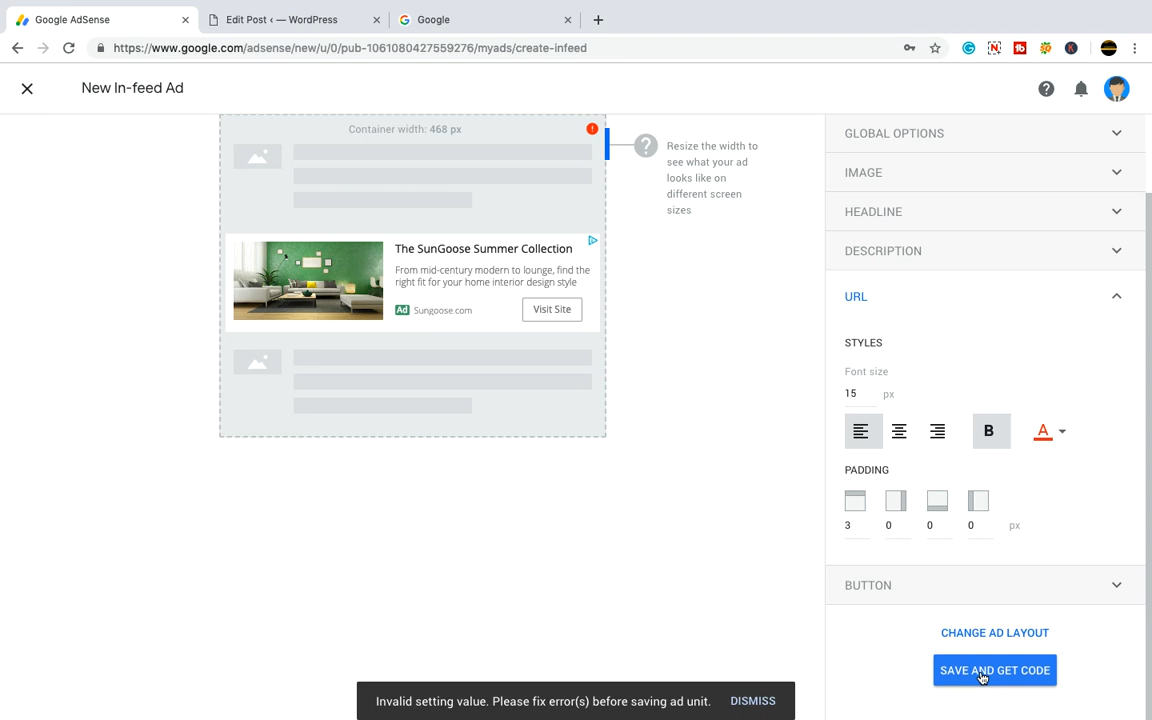 Google AdSense
Edit Post ‹ — WordPress
Google
https://www.google.com/adsense/new/u/0/pub-1061080427559276/myads/create-infeed
New In-feed Ad
Container width: 468 px
Resize the width to
see what your ad
looks like on
different screen
sizes
The SunGoose Summer Collection
From mid-century modern to lounge, find the
right fit for your home interior design style
Ad Sungoose.com
Visit Site
GLOBAL OPTIONS
IMAGE
HEADLINE
DESCRIPTION
URL
STYLES
Font size
15 px
B A
PADDING
3 0 0 0 px
BUTTON
CHANGE AD LAYOUT
SAVE AND GET CODE
Invalid setting value. Please fix error(s) before saving ad unit. DISMISS